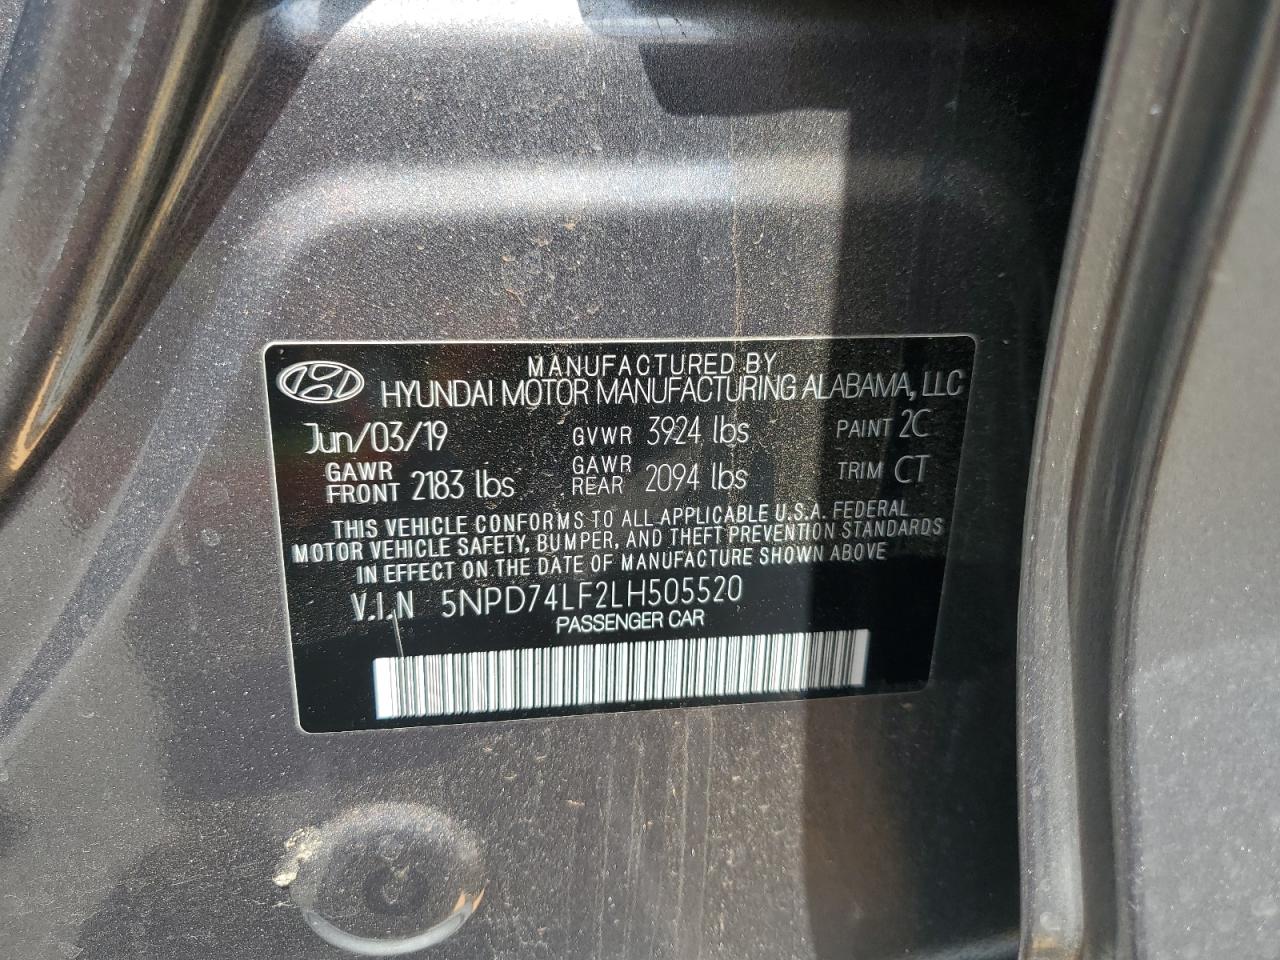 MANUFACTURED BY
HYUNDAI MOTOR MANUFACTURING ALABAMA, LLC
Jun/03/19 GVWR 3924 lbs PAINT 2C
GAWR FRONT 2183 lbs GAWR REAR 2094 lbs TRIM CT
THIS VEHICLE CONFORMS TO ALL APPLICABLE U.S.A. FEDERAL
MOTOR VEHICLE SAFETY, BUMPER, AND THEFT PREVENTION STANDARDS
IN EFFECT ON THE DATE OF MANUFACTURE SHOWN ABOVE
V.I.N 5NPD74LF2LH505520
PASSENGER CAR